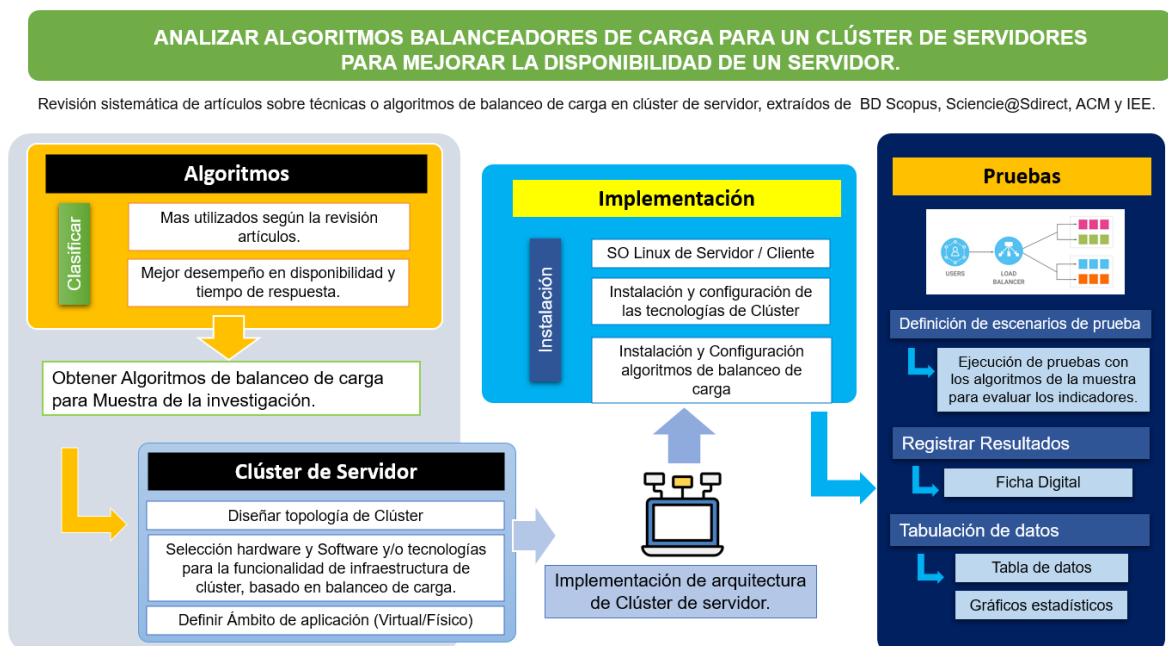 ANALIZAR ALGORITMOS BALANCEADORES DE CARGA PARA UN CLÚSTER DE SERVIDORES
PARA MEJORAR LA DISPONIBILIDAD DE UN SERVIDOR.
Revisión sistemática de artículos sobre técnicas o algoritmos de balanceo de carga en clúster de servidor, extraídos de BD Scopus, Sciencie@Sdirect, ACM y IEE.
Algoritmos
Clasificar
Mas utilizados según la revisión
artículos.
Mejor desempeño en disponibilidad y
tiempo de respuesta.
Obtener Algoritmos de balanceo de carga
para Muestra de la investigación.
Clúster de Servidor
Diseñar topología de Clúster
Selección hardware y Software y/o tecnologías
para la funcionalidad de infraestructura de
clúster, basado en balanceo de carga.
Definir Ámbito de aplicación (Virtual/Físico)
Implementación de arquitectura
de Clúster de servidor.
Implementación
Instalación
SO Linux de Servidor / Cliente
Instalación y configuración de
las tecnologías de Clúster
Instalación y Configuración
algoritmos de balanceo de
carga
Pruebas
USERS
LOAD
BALANCER
Definición de escenarios de prueba
Ejecución de pruebas con
los algoritmos de la muestra
para evaluar los indicadores.
Registrar Resultados
Ficha Digital
Tabulación de datos
Tabla de datos
Gráficos estadísticos